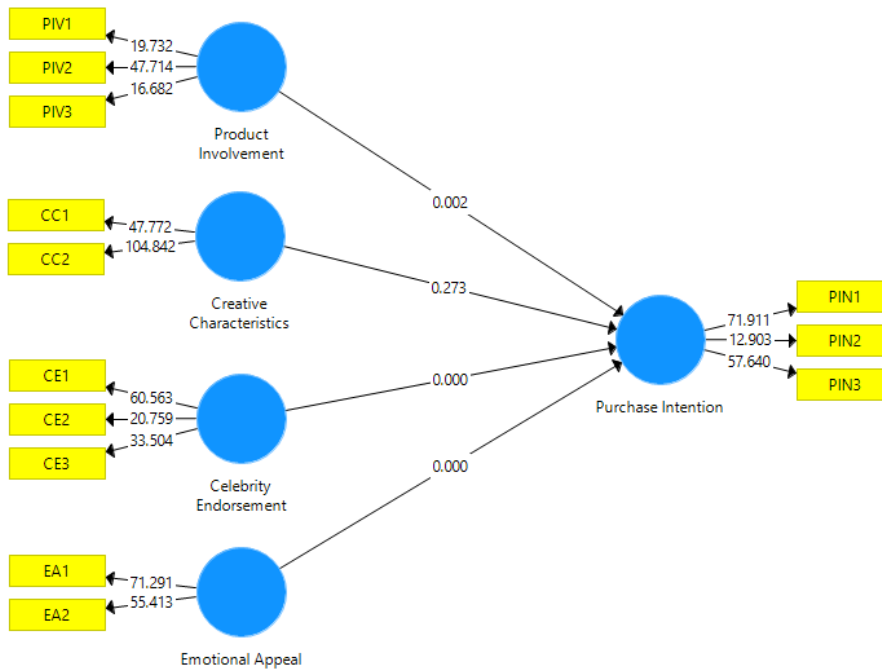 PIV1
19.732
PIV2
47.714
PIV3
16.682
Product
Involvement
0.002
CC1
47.772
CC2
104.842
Creative
Characteristics
0.273
CE1
60.563
CE2
20.759
CE3
33.504
Celebrity
Endorsement
0.000
EA1
71.291
EA2
55.413
Emotional Appeal
0.000
PIN1
71.911
PIN2
12.903
PIN3
57.640
Purchase Intention